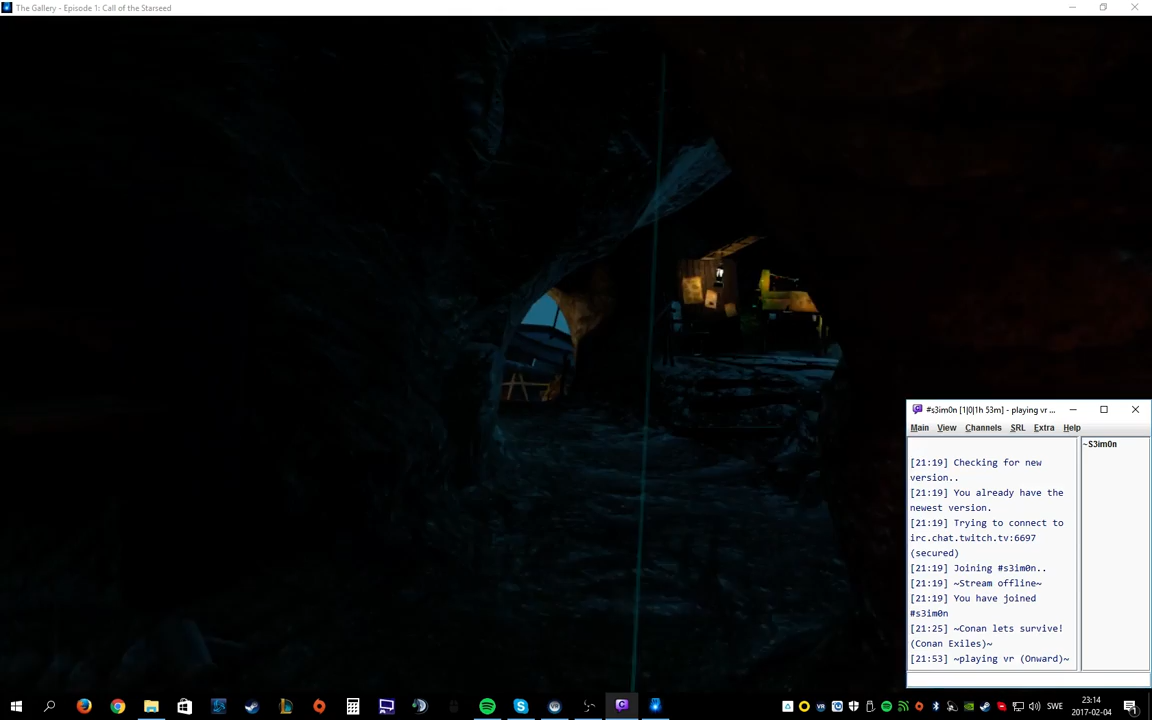 The Gallery - Episode 1: Call of the Starseed
#s3im0n [1|0|1h 53m] - playing vr ...
Main View Channels SRL Extra Help
~S3im0n
[21:19] Checking for new
version..
[21:19] You already have the
newest version.
[21:19] Trying to connect to
irc.chat.twitch.tv:6697
(secured)
[21:19] Joining #s3im0n..
[21:19] ~Stream offline~
[21:19] You have joined
#s3im0n
[21:25] ~Conan lets survive!
(Conan Exiles)~
[21:53] ~playing vr (Onward)~
SWE
23:14
2017-02-04